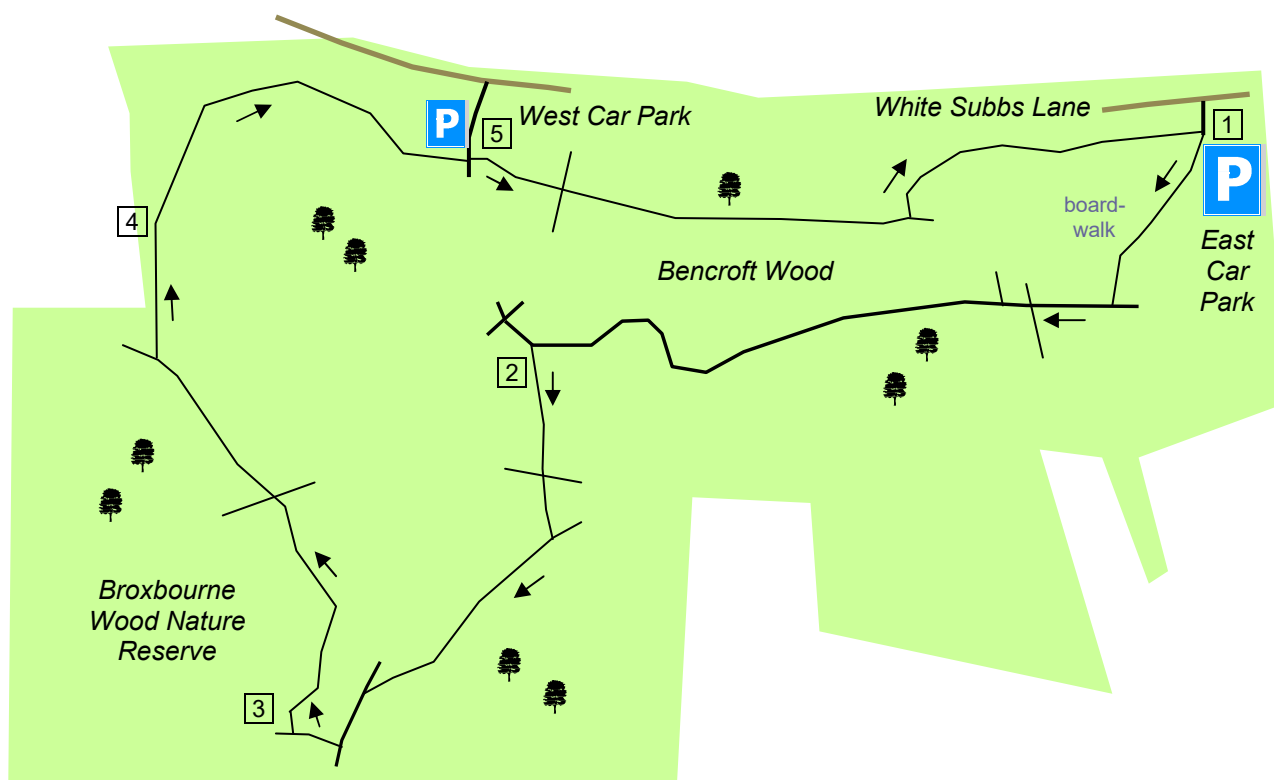 White Subbs Lane
West Car Park
P
5
1
P
4
board-
walk
East
Car
Park
Bencroft Wood
2
Broxbourne
Wood Nature
Reserve
3